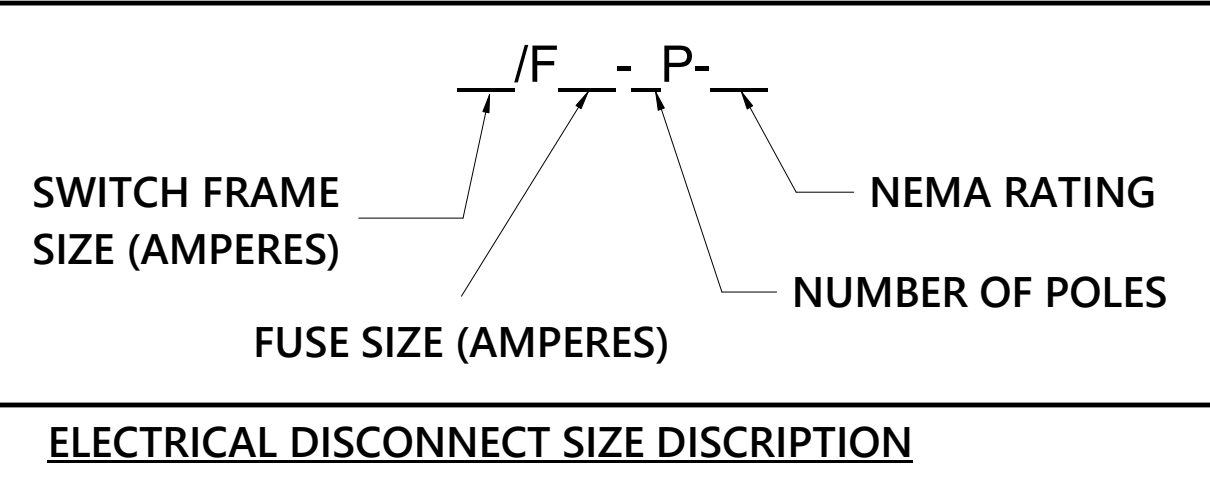 __/F__-_P-__
SWITCH FRAME
SIZE (AMPERES)
NEMA RATING
NUMBER OF POLES
FUSE SIZE (AMPERES)
ELECTRICAL DISCONNECT SIZE DISCRIPTION